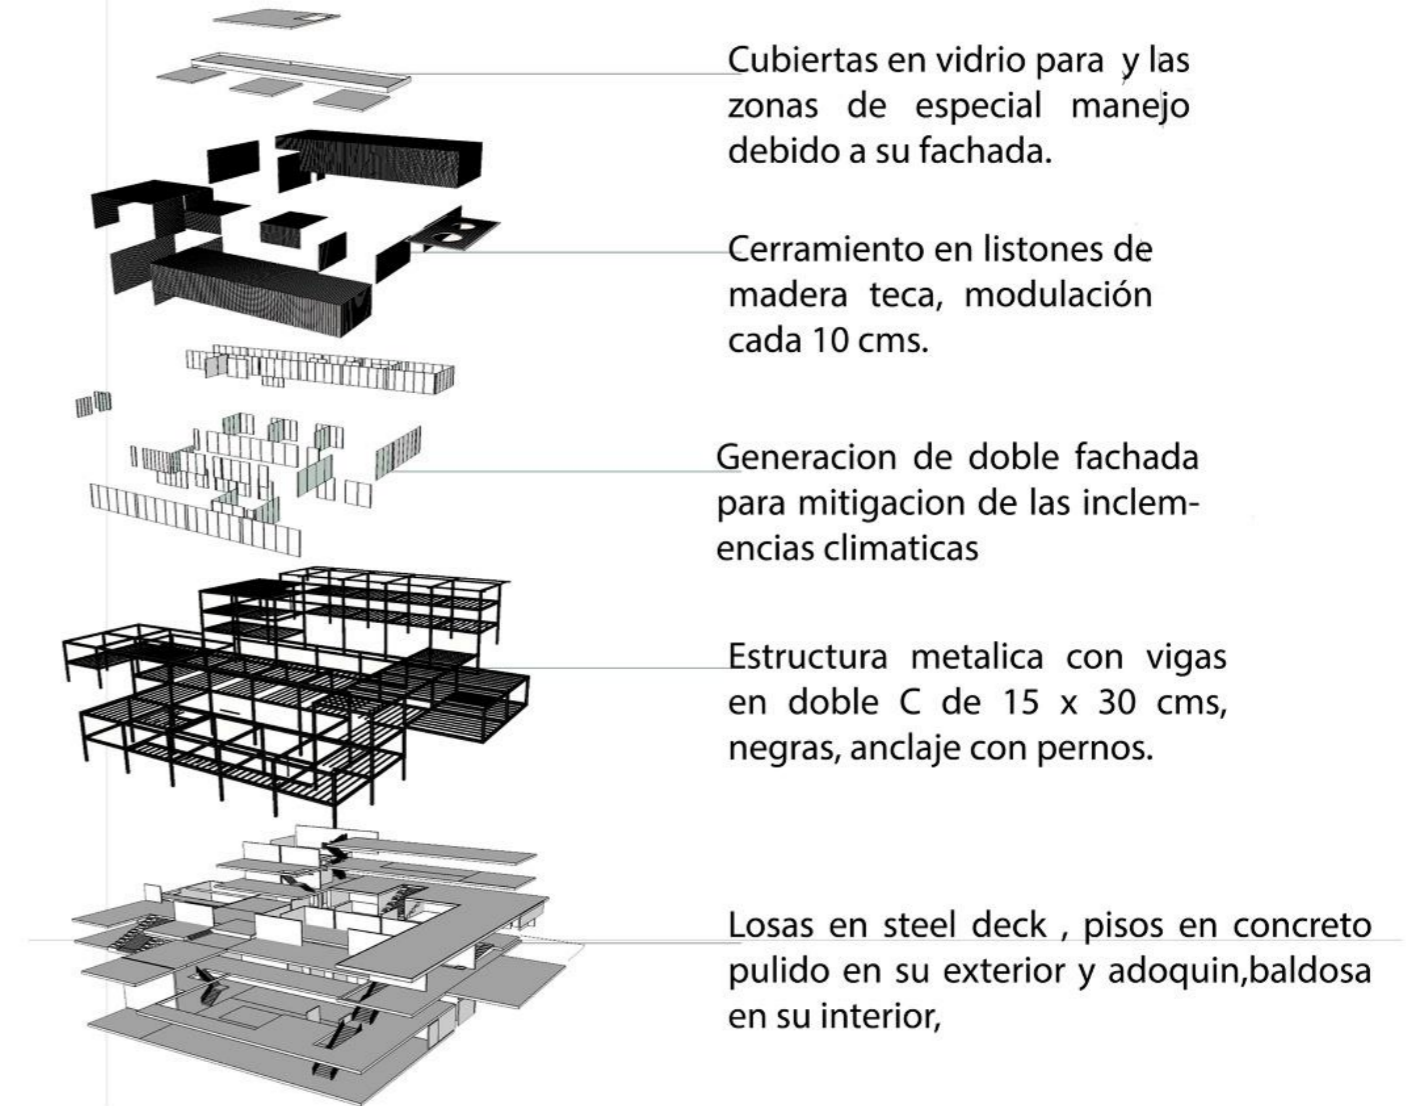 Cubiertas en vidrio para y las
zonas de especial manejo
debido a su fachada.
Cerramiento en listones de
madera teca, modulación
cada 10 cms.
Generacion de doble fachada
para mitigacion de las inclem-
encias climaticas
Estructura metalica con vigas
en doble C de 15 x 30 cms,
negras, anclaje con pernos.
Losas en steel deck , pisos en concreto
pulido en su exterior y adoquin,baldosa
en su interior,